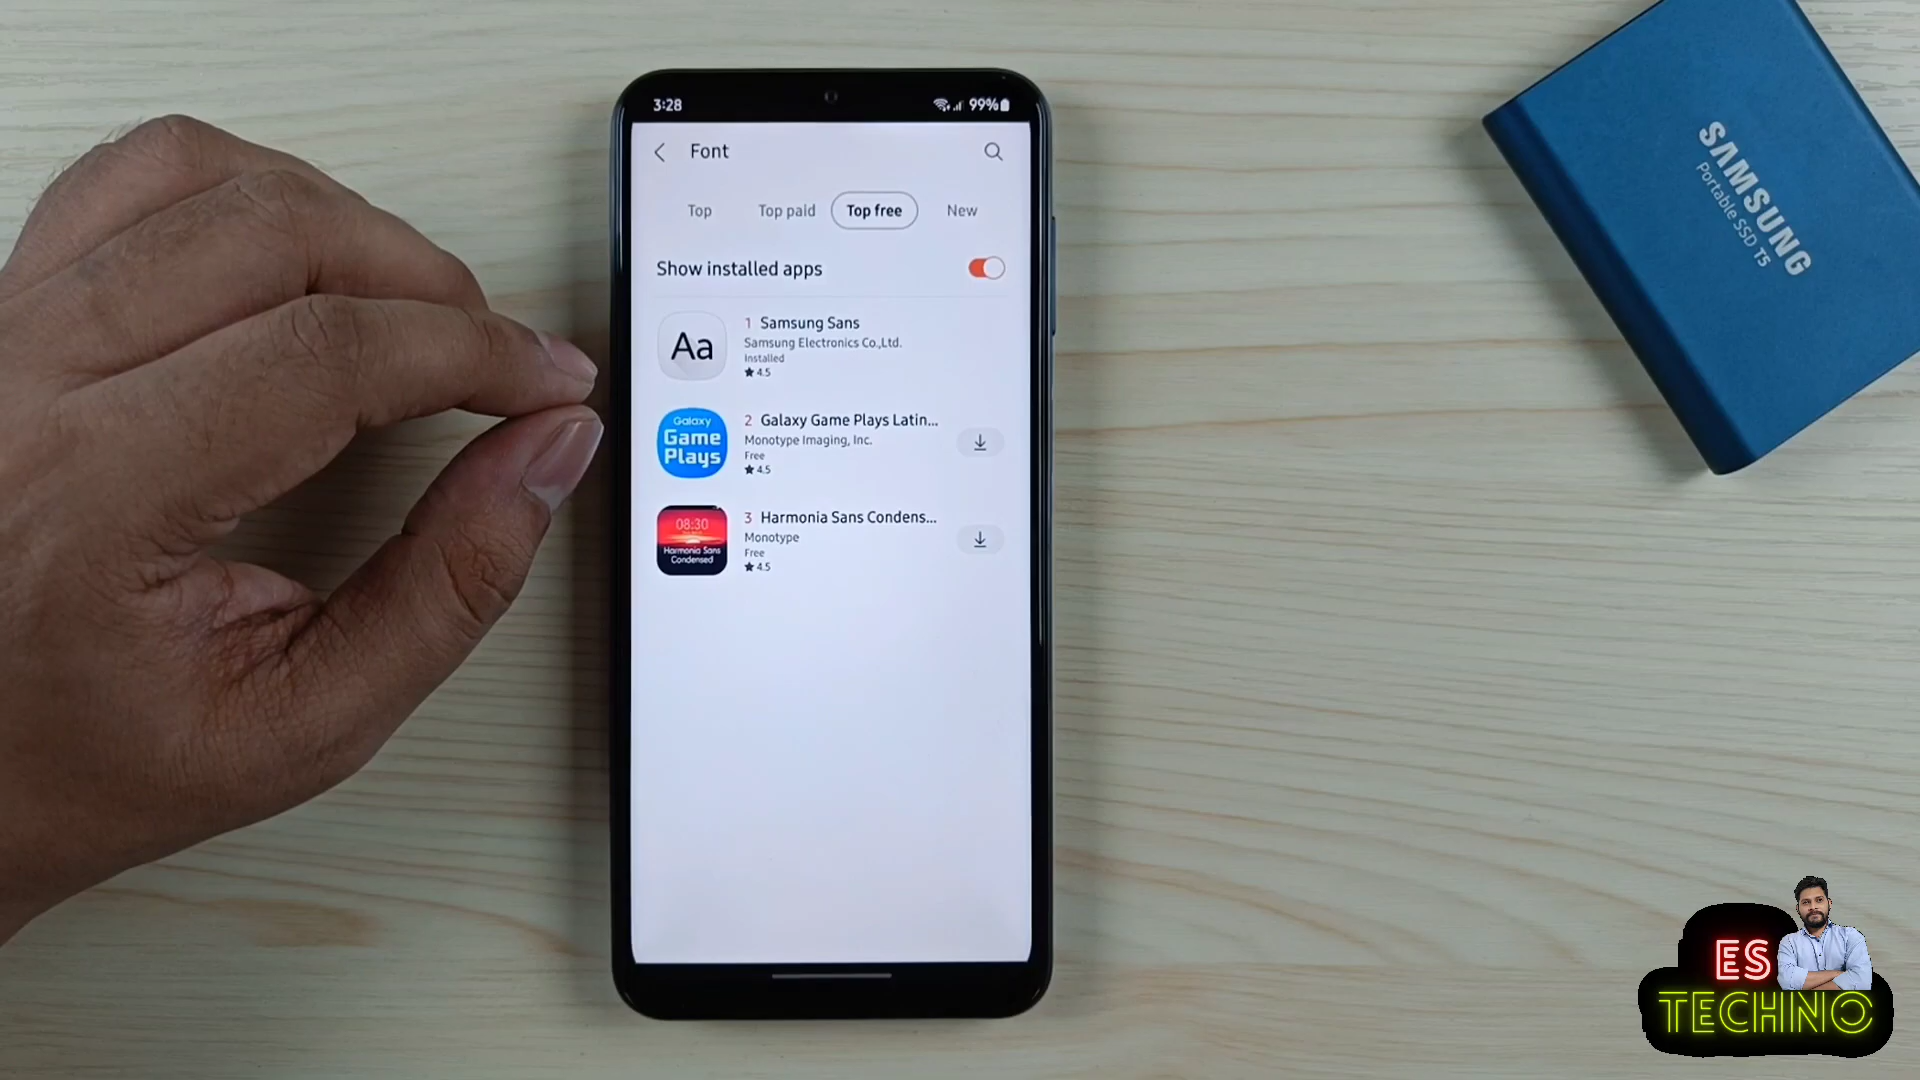 3:28
99%
Font
Top
Top paid
Top free
New
Show installed apps
Aa
1 Samsung Sans
Samsung Electronics Co.,Ltd.
Installed
★ 4.5
Galaxy
Game
Plays
2 Galaxy Game Plays Latin...
Monotype Imaging, Inc.
Free
★ 4.5
08:30
Harmonia Sans
Condensed
3 Harmonia Sans Condens...
Monotype
Free
★ 4.5
SAMSUNG
Portable SSD T5
ES
TECHNO